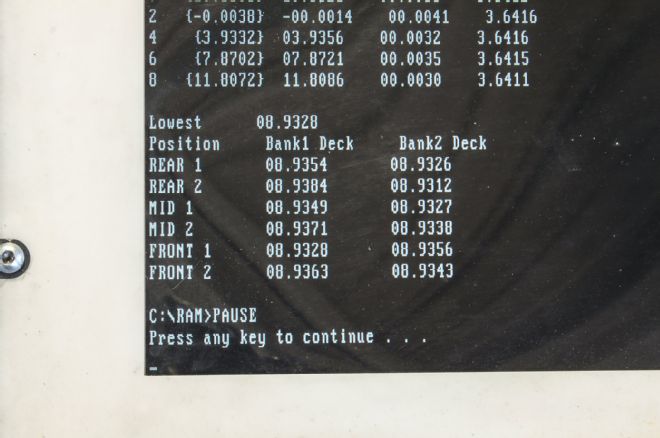 2 {-0.0038} -00.0014 00.0041 3.6416
4 {3.9332} 03.9356 00.0032 3.6416
6 {7.8702} 07.8721 00.0035 3.6415
8 {11.8072} 11.8086 00.0030 3.6411
Lowest 08.9328
Position Bank1 Deck Bank2 Deck
REAR 1 08.9354 08.9326
REAR 2 08.9384 08.9312
MID 1 08.9349 08.9327
MID 2 08.9371 08.9338
FRONT 1 08.9328 08.9356
FRONT 2 08.9363 08.9343
C:\RAM>PAUSE
Press any key to continue . . .